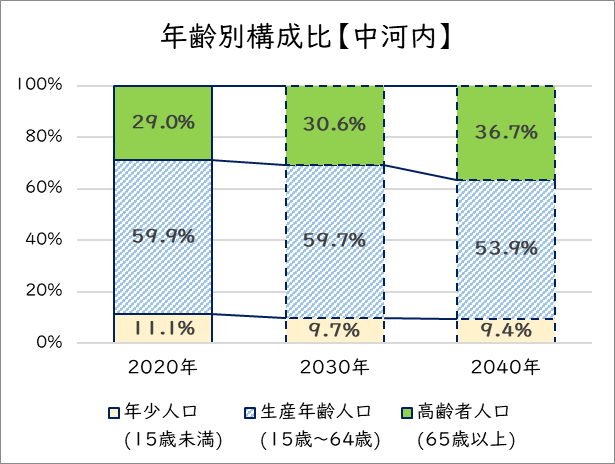 年齢別構成比【中河内】
100%
80%
60%
40%
20%
0%
29.0%
30.6%
36.7%
59.9%
59.7%
53.9%
11.1%
9.7%
9.4%
2020年
2030年
2040年
年少人口
(15歳未満)
生産年齢人口
(15歳～64歳)
高齢者人口
(65歳以上)